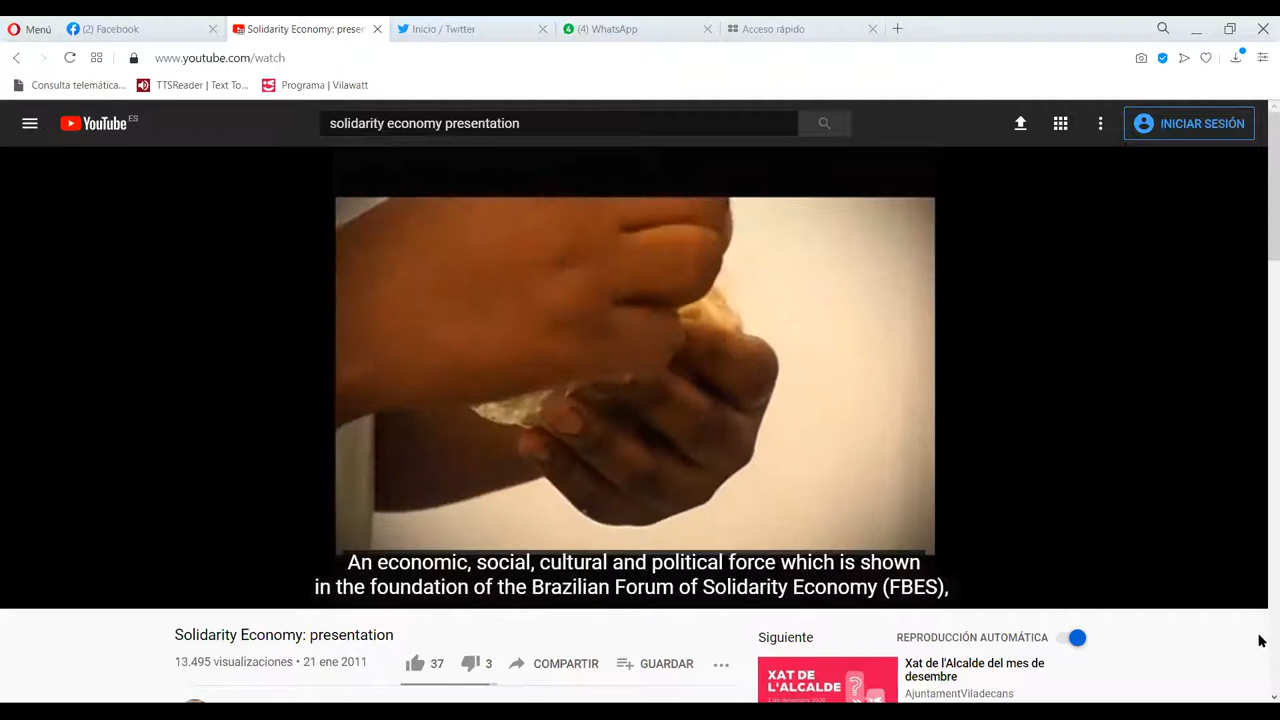 Menú
(2) Facebook
Solidarity Economy: preser
Inicio / Twitter
4
(4) WhatsApp
Acceso rápido
www.youtube.com/watch
Consulta telemática...
TTSReader | Text To...
Programa | Vilawatt
YouTube ES
solidarity economy presentation
INICIAR SESIÓN
An economic, social, cultural and political force which is shown
in the foundation of the Brazilian Forum of Solidarity Economy (FBES),
Solidarity Economy: presentation
13.495 visualizaciones • 21 ene 2011
37
3
COMPARTIR
GUARDAR
Siguiente
REPRODUCCIÓN AUTOMÁTICA
XAT DE
L'ALCALDE
Xat de l'Alcalde del mes de
desembre
AjuntamentViladecans